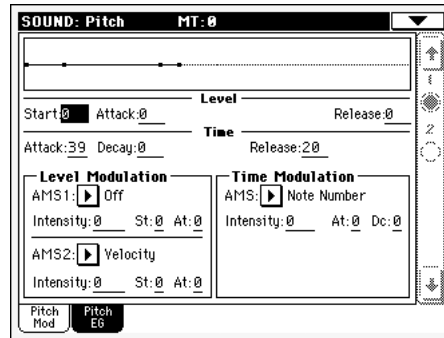 SOUND: Pitch MT:0
Level
Start:0 Attack:0 Release:0
Time
Attack:39 Decay:0 Release:20
Level Modulation
AMS1: Off
Intensity:0 St:0 At:0
AMS2: Velocity
Intensity:0 St:0 At:0
Time Modulation
AMS: Note Number
Intensity:0 At:0 Dc:0
1
2
Pitch Mod
Pitch EG